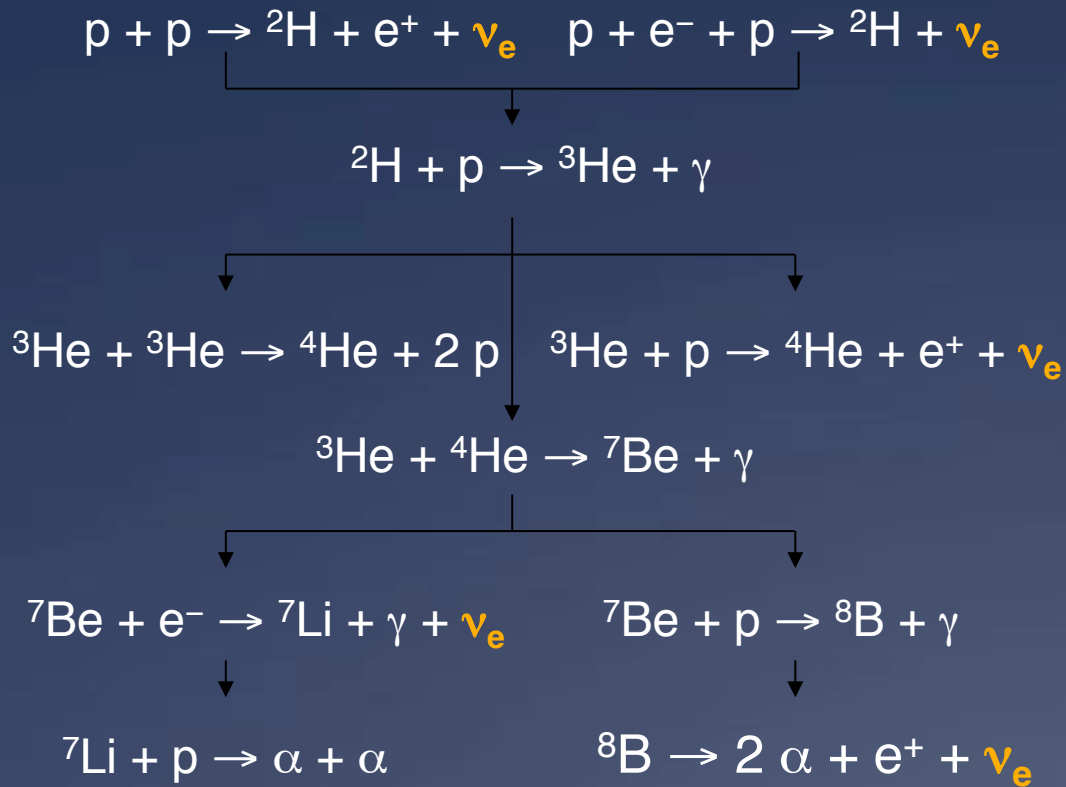 p + p → ²H + e⁺ + νₑ
p + e⁻ + p → ²H + νₑ
²H + p → ³He + γ
³He + ³He → ⁴He + 2 p
³He + p → ⁴He + e⁺ + νₑ
³He + ⁴He → ⁷Be + γ
⁷Be + e⁻ → ⁷Li + γ + νₑ
⁷Be + p → ⁸B + γ
⁷Li + p → α + α
⁸B → 2 α + e⁺ + νₑ